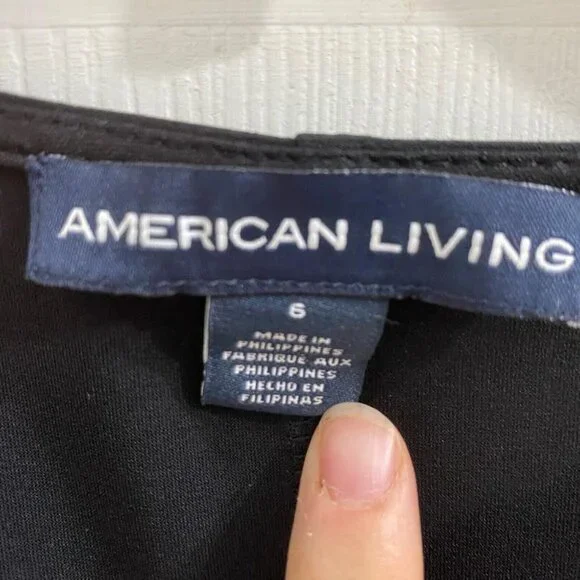 AMERICAN LIVING
6
MADE IN
PHILIPPINES
FABRIQUÉ AUX
PHILIPPINES
HECHO EN
FILIPINAS